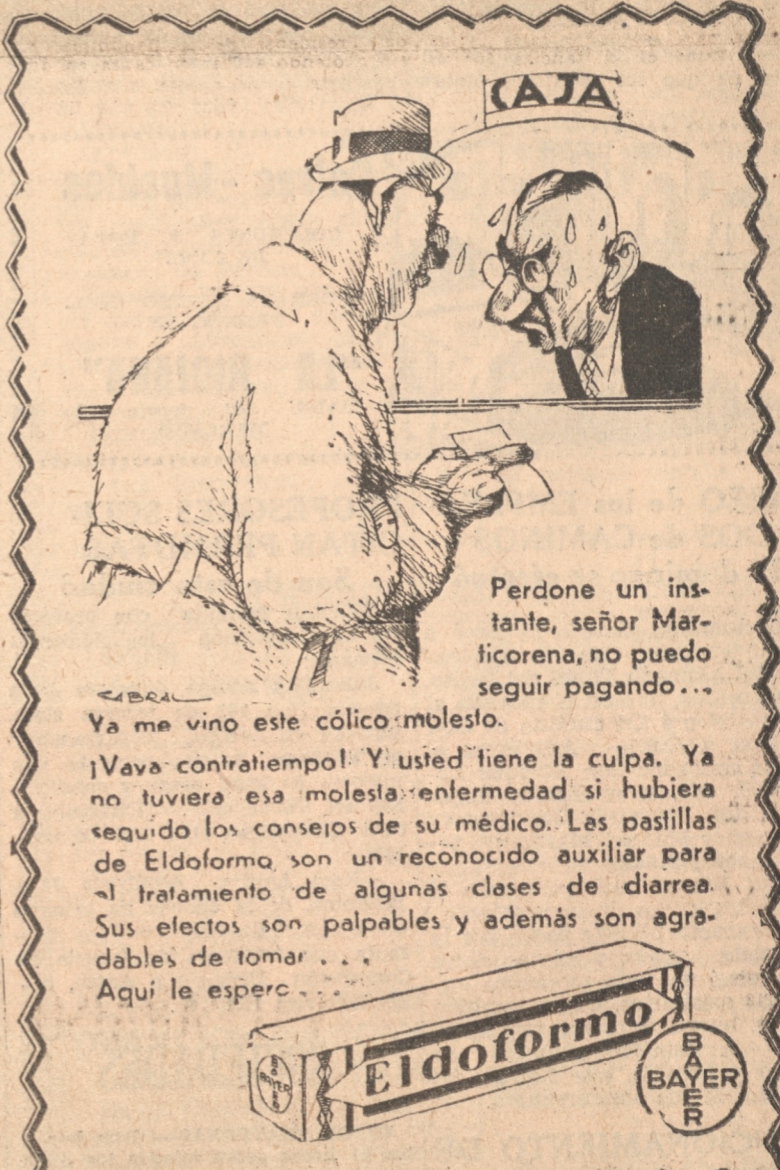 CAJA
Perdone un ins-
tante, señor Mar-
ticorena, no puedo
seguir pagando...
CABRAL
Ya me vino este cólico molesto.
¡Vaya contratiempo! Y usted tiene la culpa. Ya
no tuviera esa molesta enfermedad si hubiera
seguido los consejos de su médico. Las pastillas
de Eldoformo son un reconocido auxiliar para
el tratamiento de algunas clases de diarrea.
Sus efectos son palpables y además son agra-
dables de tomar . . .
Aquí le espero . . .
Eldoformo
BAYER
BAYER
BAYER
BAYER